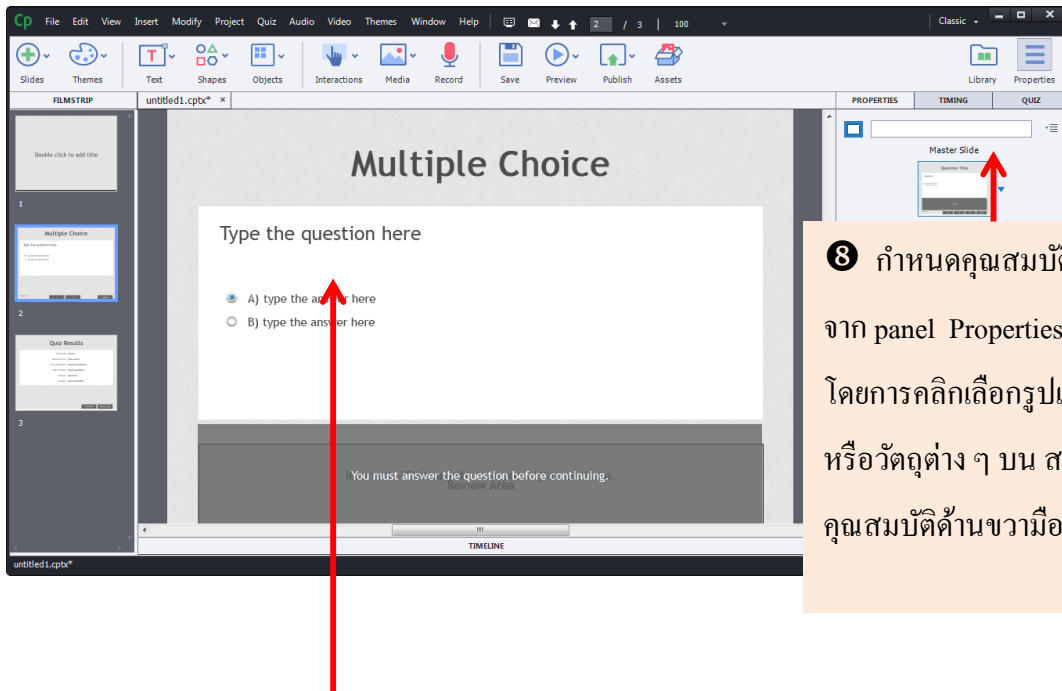 Cp File Edit View Insert Modify Project Quiz Audio Video Themes Window Help 2 / 3 100 Classic
Slides Themes Text Shapes Objects Interactions Media Record Save Preview Publish Assets Library Properties
FILMSTRIP untitled1.cptx* × PROPERTIES TIMING QUIZ
Double click to add title
1
Multiple Choice
2
Quiz Results
3
Multiple Choice
Type the question here
A) type the answer here
B) type the answer here
You must answer the question before continuing.
Review Area
TIMELINE
untitled1.cptx*
Master Slide
Question Title
❽ กำหนดคุณสมบัติ
จาก panel Properties
โดยการคลิกเลือกรูปแ
หรือวัตถุต่าง ๆ บน ส
คุณสมบัติด้านขวามือ